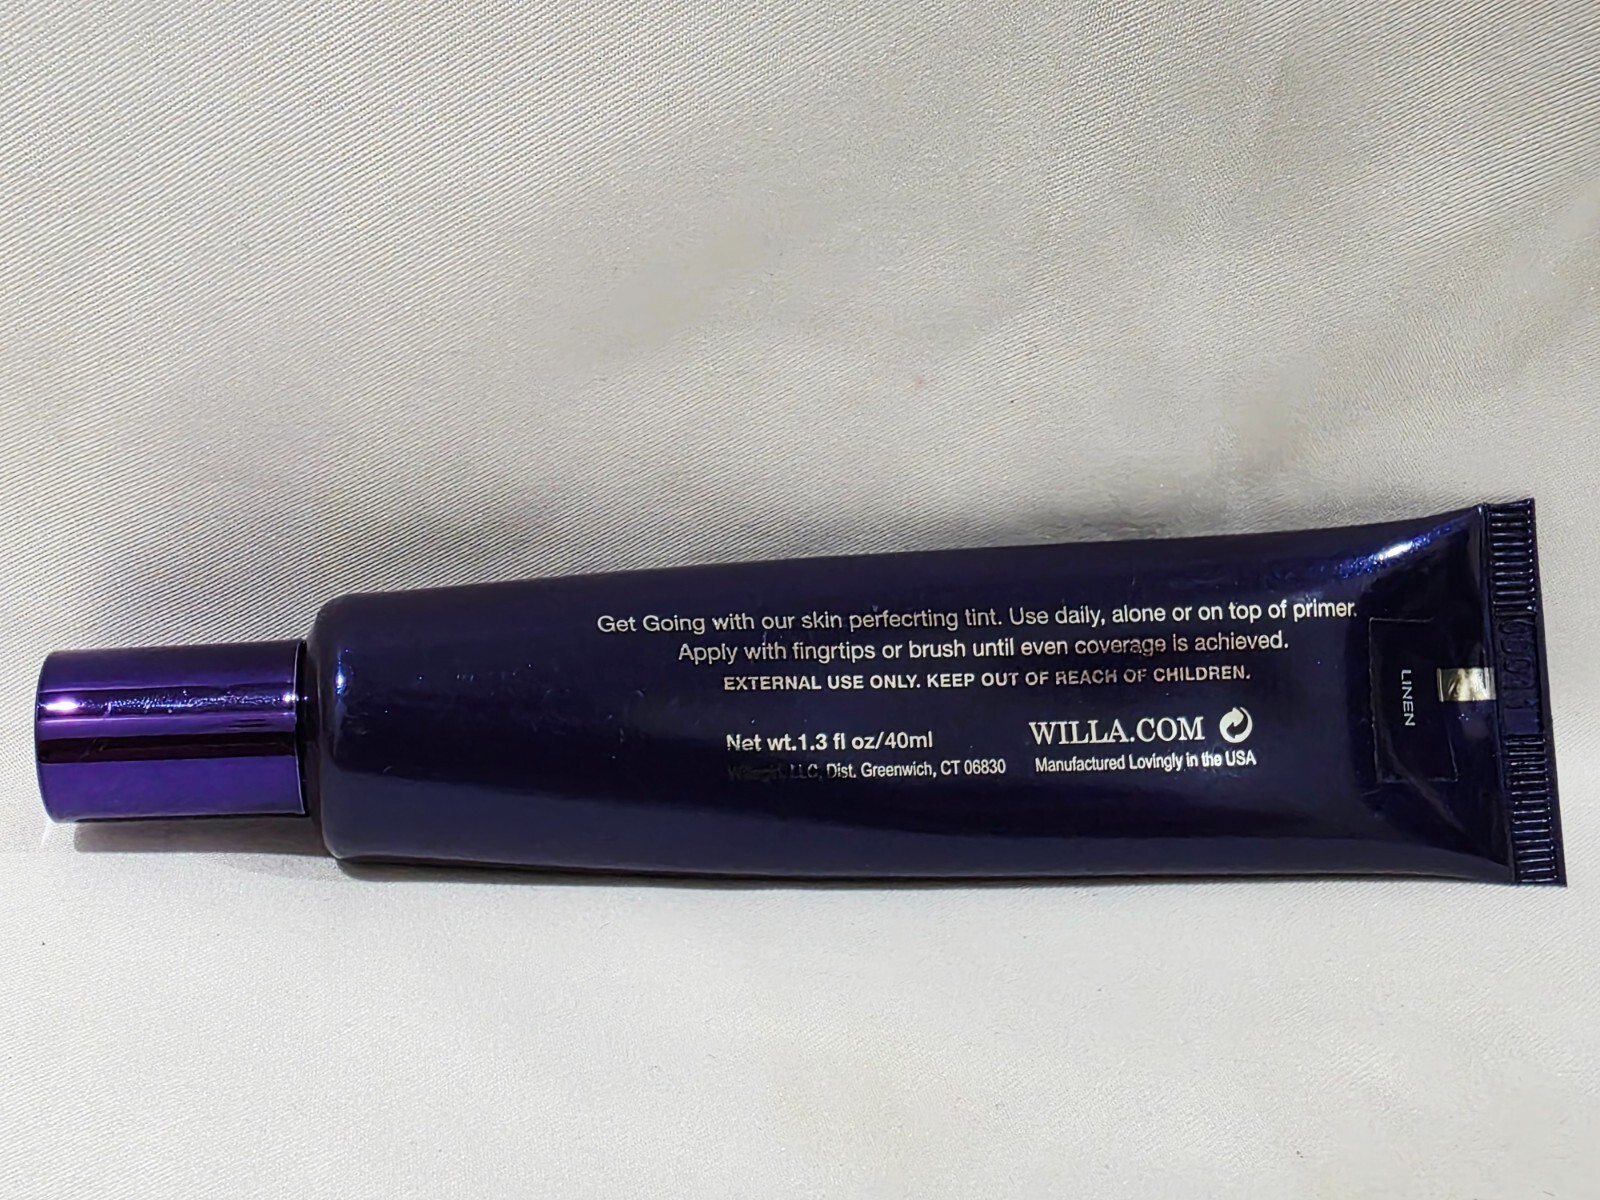 Get Going with our skin perfecrting tint. Use daily, alone or on top of primer.
Apply with fingrtips or brush until even coverage is achieved.
EXTERNAL USE ONLY. KEEP OUT OF REACH OF CHILDREN.
Net wt.1.3 fl oz/40ml
LLC, Dist. Greenwich, CT 06830
WILLA.COM
Manufactured Lovingly in the USA
LINEN